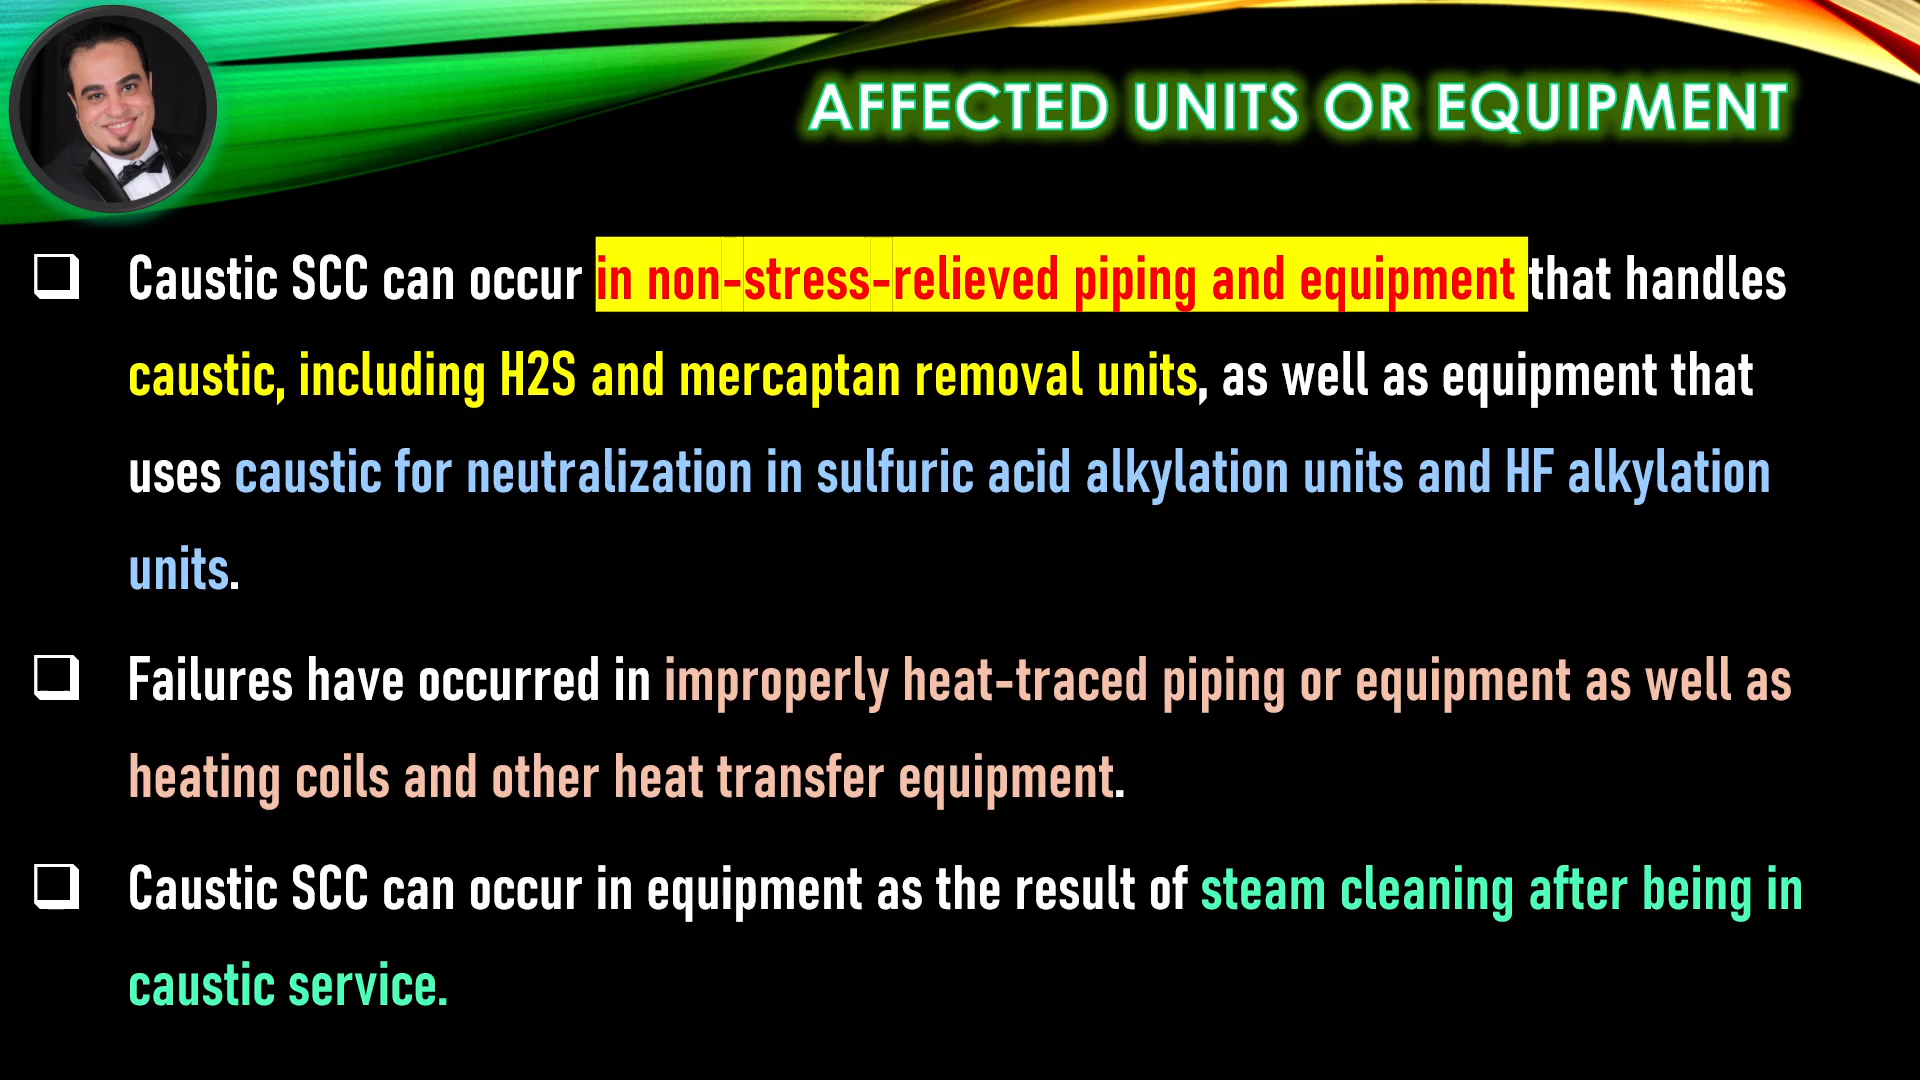 AFFECTED UNITS OR EQUIPMENT
Caustic SCC can occur in non-stress-relieved piping and equipment that handles
caustic, including H2S and mercaptan removal units, as well as equipment that
uses caustic for neutralization in sulfuric acid alkylation units and HF alkylation
units.
Failures have occurred in improperly heat-traced piping or equipment as well as
heating coils and other heat transfer equipment.
Caustic SCC can occur in equipment as the result of steam cleaning after being in
caustic service.